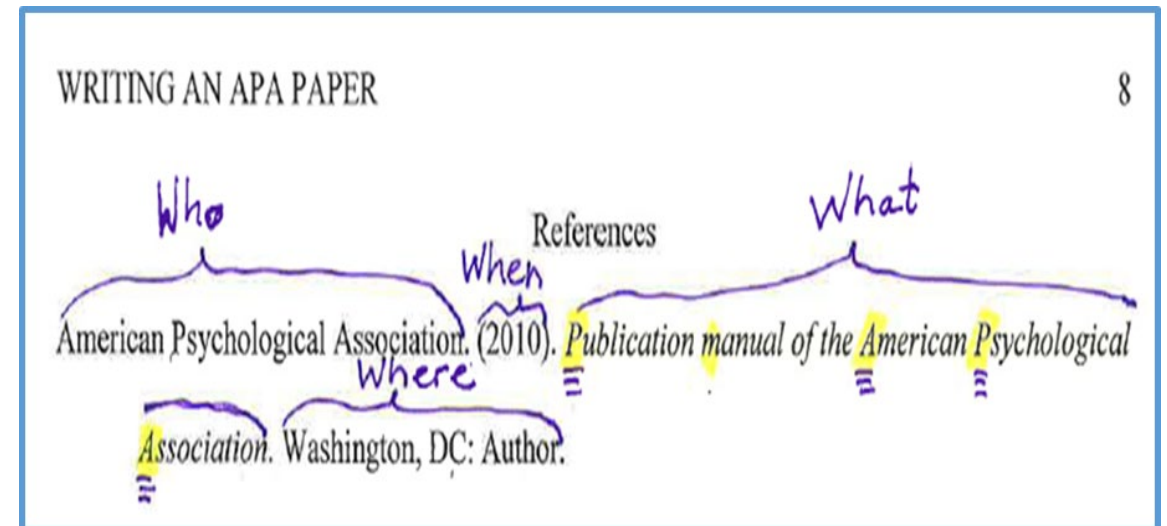 WRITING AN APA PAPER 8
Who
What
References
When
American Psychological Association. (2010). Publication manual of the American Psychological
Where
Association. Washington, DC: Author.